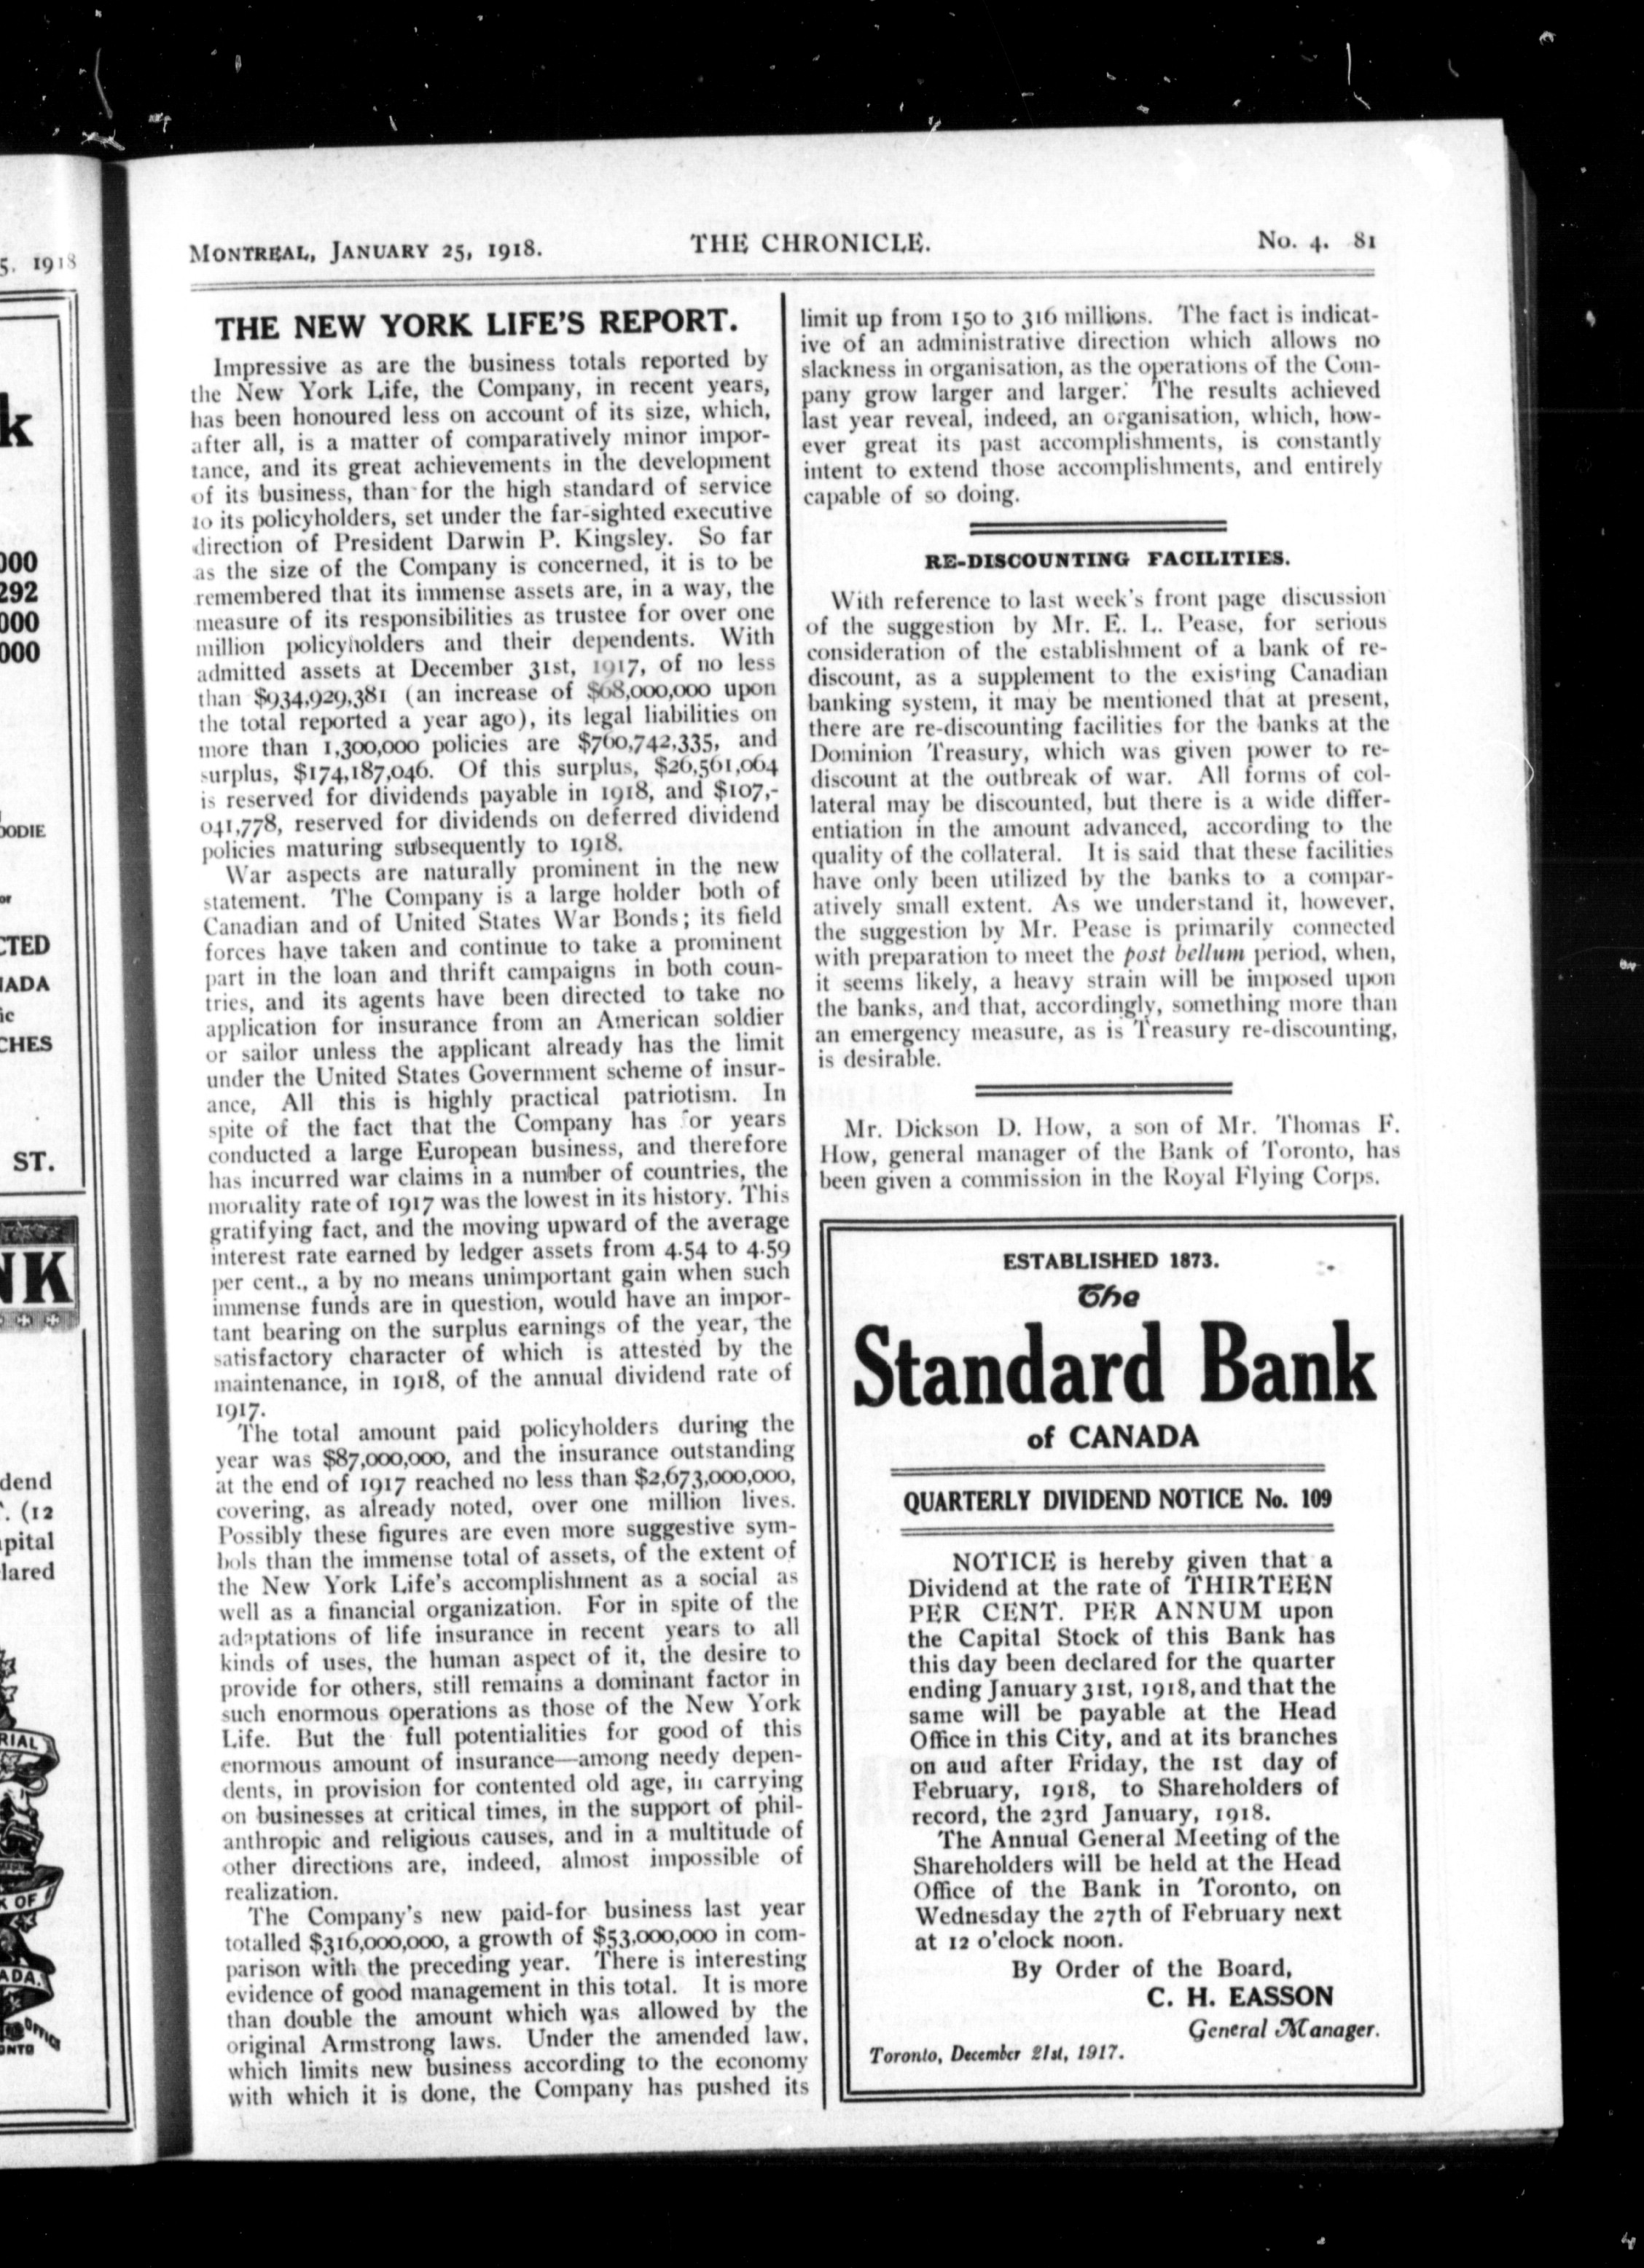 5, 1918
k
000
292
000
000
OODIE
or
CTED
NADA
ic
CHES
ST.
NK
dend
. (12
pital
lared
RIAL
K OF
ADA.
OFFICE
ONTO
MONTREAL, JANUARY 25, 1918.
THE CHRONICLE.
No. 4. 81
THE NEW YORK LIFE'S REPORT.
Impressive as are the business totals reported by
the New York Life, the Company, in recent years,
has been honoured less on account of its size, which,
after all, is a matter of comparatively minor impor-
tance, and its great achievements in the development
of its business, than for the high standard of service
to its policyholders, set under the far-sighted executive
direction of President Darwin P. Kingsley. So far
as the size of the Company is concerned, it is to be
remembered that its immense assets are, in a way, the
measure of its responsibilities as trustee for over one
million policyholders and their dependents. With
admitted assets at December 31st, 1917, of no less
than $934,929,381 (an increase of $68,000,000 upon
the total reported a year ago), its legal liabilities on
more than 1,300,000 policies are $760,742,335, and
surplus, $174,187,046. Of this surplus, $26,561,064
is reserved for dividends payable in 1918, and $107,-
041,778, reserved for dividends on deferred dividend
policies maturing subsequently to 1918.
War aspects are naturally prominent in the new
statement. The Company is a large holder both of
Canadian and of United States War Bonds; its field
forces have taken and continue to take a prominent
part in the loan and thrift campaigns in both coun-
tries, and its agents have been directed to take no
application for insurance from an American soldier
or sailor unless the applicant already has the limit
under the United States Government scheme of insur-
ance, All this is highly practical patriotism. In
spite of the fact that the Company has for years
conducted a large European business, and therefore
has incurred war claims in a number of countries, the
mortality rate of 1917 was the lowest in its history. This
gratifying fact, and the moving upward of the average
interest rate earned by ledger assets from 4.54 to 4.59
per cent., a by no means unimportant gain when such
immense funds are in question, would have an impor-
tant bearing on the surplus earnings of the year, the
satisfactory character of which is attested by the
maintenance, in 1918, of the annual dividend rate of
1917.
The total amount paid policyholders during the
year was $87,000,000, and the insurance outstanding
at the end of 1917 reached no less than $2,673,000,000,
covering, as already noted, over one million lives.
Possibly these figures are even more suggestive sym-
bols than the immense total of assets, of the extent of
the New York Life's accomplishment as a social as
well as a financial organization. For in spite of the
adaptations of life insurance in recent years to all
kinds of uses, the human aspect of it, the desire to
provide for others, still remains a dominant factor in
such enormous operations as those of the New York
Life. But the full potentialities for good of this
enormous amount of insurance—among needy depen-
dents, in provision for contented old age, in carrying
on businesses at critical times, in the support of phil-
anthropic and religious causes, and in a multitude of
other directions are, indeed, almost impossible of
realization.
The Company's new paid-for business last year
totalled $316,000,000, a growth of $53,000,000 in com-
parison with the preceding year. There is interesting
evidence of good management in this total. It is more
than double the amount which was allowed by the
original Armstrong laws. Under the amended law,
which limits new business according to the economy
with which it is done, the Company has pushed its
limit up from 150 to 316 millions. The fact is indicat-
ive of an administrative direction which allows no
slackness in organisation, as the operations of the Com-
pany grow larger and larger. The results achieved
last year reveal, indeed, an organisation, which, how-
ever great its past accomplishments, is constantly
intent to extend those accomplishments, and entirely
capable of so doing.
RE-DISCOUNTING FACILITIES.
With reference to last week's front page discussion
of the suggestion by Mr. E. L. Pease, for serious
consideration of the establishment of a bank of re-
discount, as a supplement to the existing Canadian
banking system, it may be mentioned that at present,
there are re-discounting facilities for the banks at the
Dominion Treasury, which was given power to re-
discount at the outbreak of war. All forms of col-
lateral may be discounted, but there is a wide differ-
entiation in the amount advanced, according to the
quality of the collateral. It is said that these facilities
have only been utilized by the banks to a compar-
atively small extent. As we understand it, however,
the suggestion by Mr. Pease is primarily connected
with preparation to meet the post bellum period, when,
it seems likely, a heavy strain will be imposed upon
the banks, and that, accordingly, something more than
an emergency measure, as is Treasury re-discounting,
is desirable.
Mr. Dickson D. How, a son of Mr. Thomas F.
How, general manager of the Bank of Toronto, has
been given a commission in the Royal Flying Corps.
ESTABLISHED 1873.
The
Standard Bank
of CANADA
QUARTERLY DIVIDEND NOTICE No. 109
NOTICE is hereby given that a
Dividend at the rate of THIRTEEN
PER CENT. PER ANNUM upon
the Capital Stock of this Bank has
this day been declared for the quarter
ending January 31st, 1918, and that the
same will be payable at the Head
Office in this City, and at its branches
on aud after Friday, the 1st day of
February, 1918, to Shareholders of
record, the 23rd January, 1918.
The Annual General Meeting of the
Shareholders will be held at the Head
Office of the Bank in Toronto, on
Wednesday the 27th of February next
at 12 o'clock noon.
By Order of the Board,
C. H. EASSON
General Manager.
Toronto, December 21st, 1917.